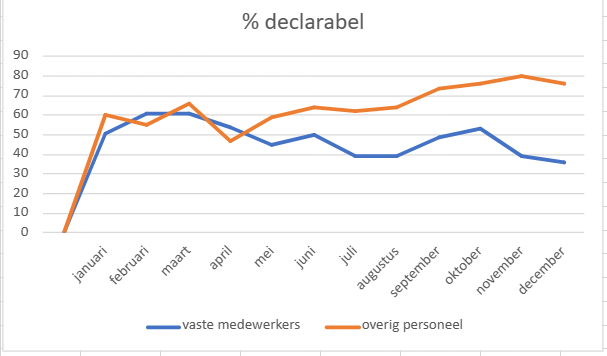 % declarabel
90
80
70
60
50
40
30
20
10
0
januari
februari
maart
april
mei
juni
juli
augustus
september
oktober
november
december
vaste medewerkers
overig personeel